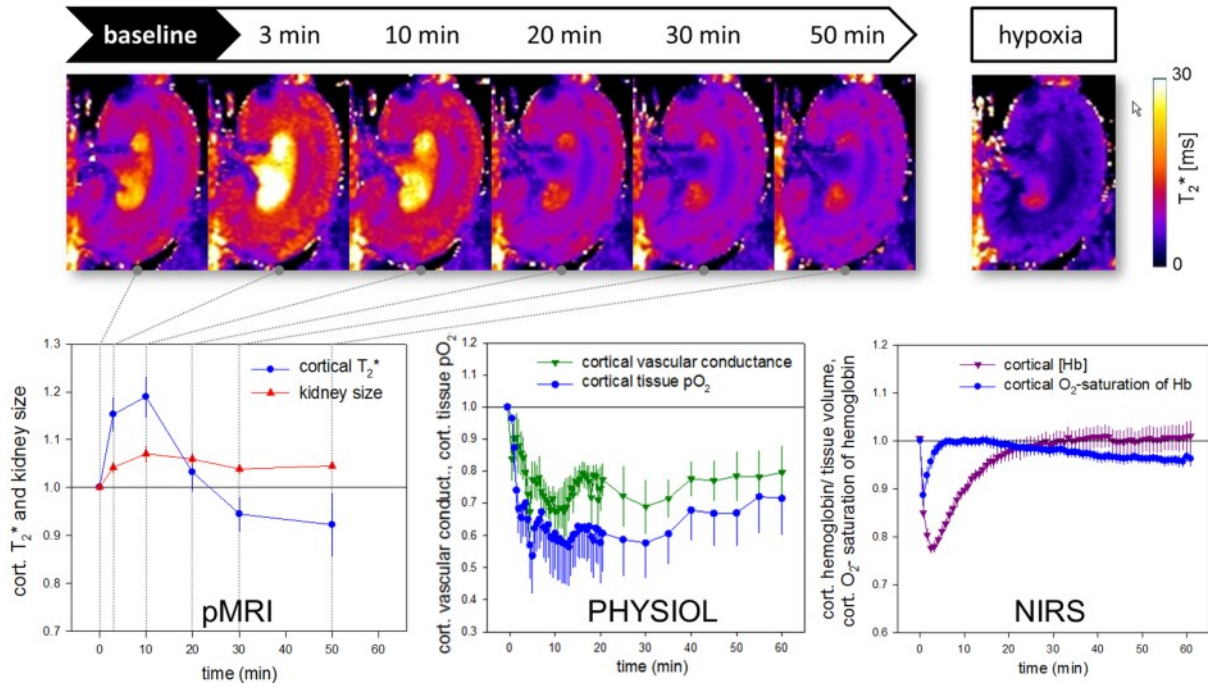 baseline
3 min
10 min
20 min
30 min
50 min
hypoxia
30
T2* [ms]
0
cort. T2* and kidney size
1.3
1.2
1.1
1.0
0.9
0.8
0.7
cortical T2*
kidney size
pMRI
0 10 20 30 40 50 60
time (min)
cort. vascular conduct., cort. tissue pO2
1.2
1.1
1.0
0.9
0.8
0.7
0.6
0.5
0.4
0.3
cortical vascular conductance
cortical tissue pO2
PHYSIOL
0 10 20 30 40 50 60
time (min)
cort. hemoglobin/ tissue volume,
cort. O2- saturation of hemoglobin
1.2
1.1
1.0
0.9
0.8
0.7
0.6
cortical [Hb]
cortical O2-saturation of Hb
NIRS
0 10 20 30 40 50 60
time (min)